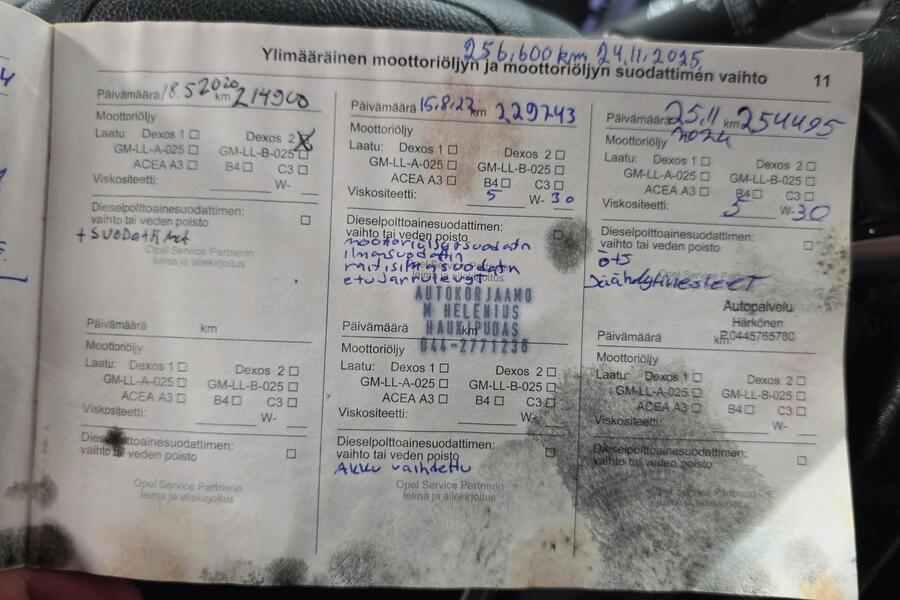 256.600 km 24.11.2025
Ylimääräinen moottoriöljyn ja moottoriöljyn suodattimen vaihto
11
Päivämäärä 18.5 2020 km 214900
Moottoriöljy
Laatu: Dexos 1 ☐ Dexos 2 ☒
GM-LL-A-025 ☐ GM-LL-B-025 ☐
ACEA A3 ☐ B4 ☐ C3 ☐
Viskositeetti: W-
Dieselpolttoainesuodattimen:
vaihto tai veden poisto ☐
+ SUODATIMET
Opel Service Partnerin
leima ja allekirjoitus
Päivämäärä km
Moottoriöljy
Laatu: Dexos 1 ☐ Dexos 2 ☐
GM-LL-A-025 ☐ GM-LL-B-025 ☐
ACEA A3 ☐ B4 ☐ C3 ☐
Viskositeetti: W-
Dieselpolttoainesuodattimen:
vaihto tai veden poisto ☐
Opel Service Partnerin
leima ja allekirjoitus
Päivämäärä 15.8.22 km 229743
Moottoriöljy
Laatu: Dexos 1 ☐ Dexos 2 ☐
GM-LL-A-025 ☐ GM-LL-B-025 ☐
ACEA A3 ☐ B4 ☐ C3 ☐
Viskositeetti: 5 W- 30
Dieselpolttoainesuodattimen:
vaihto tai veden poisto ☐
moottoriöljysuodatin
ilmansuodatin
raitisilmasuodatin
leima ja allekirjoitus
etujarrulevyt
AUTOKORJAAMO
M HELENIUS
HAUKIPUDAS
044-2771236
Päivämäärä km
Moottoriöljy
Laatu: Dexos 1 ☐ Dexos 2 ☐
GM-LL-A-025 ☐ GM-LL-B-025 ☐
ACEA A3 ☐ B4 ☐ C3 ☐
Viskositeetti: W-
Dieselpolttoainesuodattimen:
vaihto tai veden poisto ☐
Akku vaihdettu
Opel Service Partnerin
leima ja allekirjoitus
Päivämäärä 25.11 2024 km 254495
Moottoriöljy
Laatu: Dexos 1 ☐ Dexos 2 ☐
GM-LL-A-025 ☐ GM-LL-B-025 ☐
ACEA A3 ☐ B4 ☐ C3 ☐
Viskositeetti: 5 W- 30
Dieselpolttoainesuodattimen:
vaihto tai veden poisto ☐
Jäähdytinesteet
Autopalvelu
Härkönen
P.0445765780
Päivämäärä km
Moottoriöljy
Laatu: Dexos 1 ☐ Dexos 2 ☐
GM-LL-A-025 ☐ GM-LL-B-025 ☐
ACEA A3 ☐ B4 ☐ C3 ☐
Viskositeetti: W-
Dieselpolttoainesuodattimen:
vaihto tai veden poisto ☐